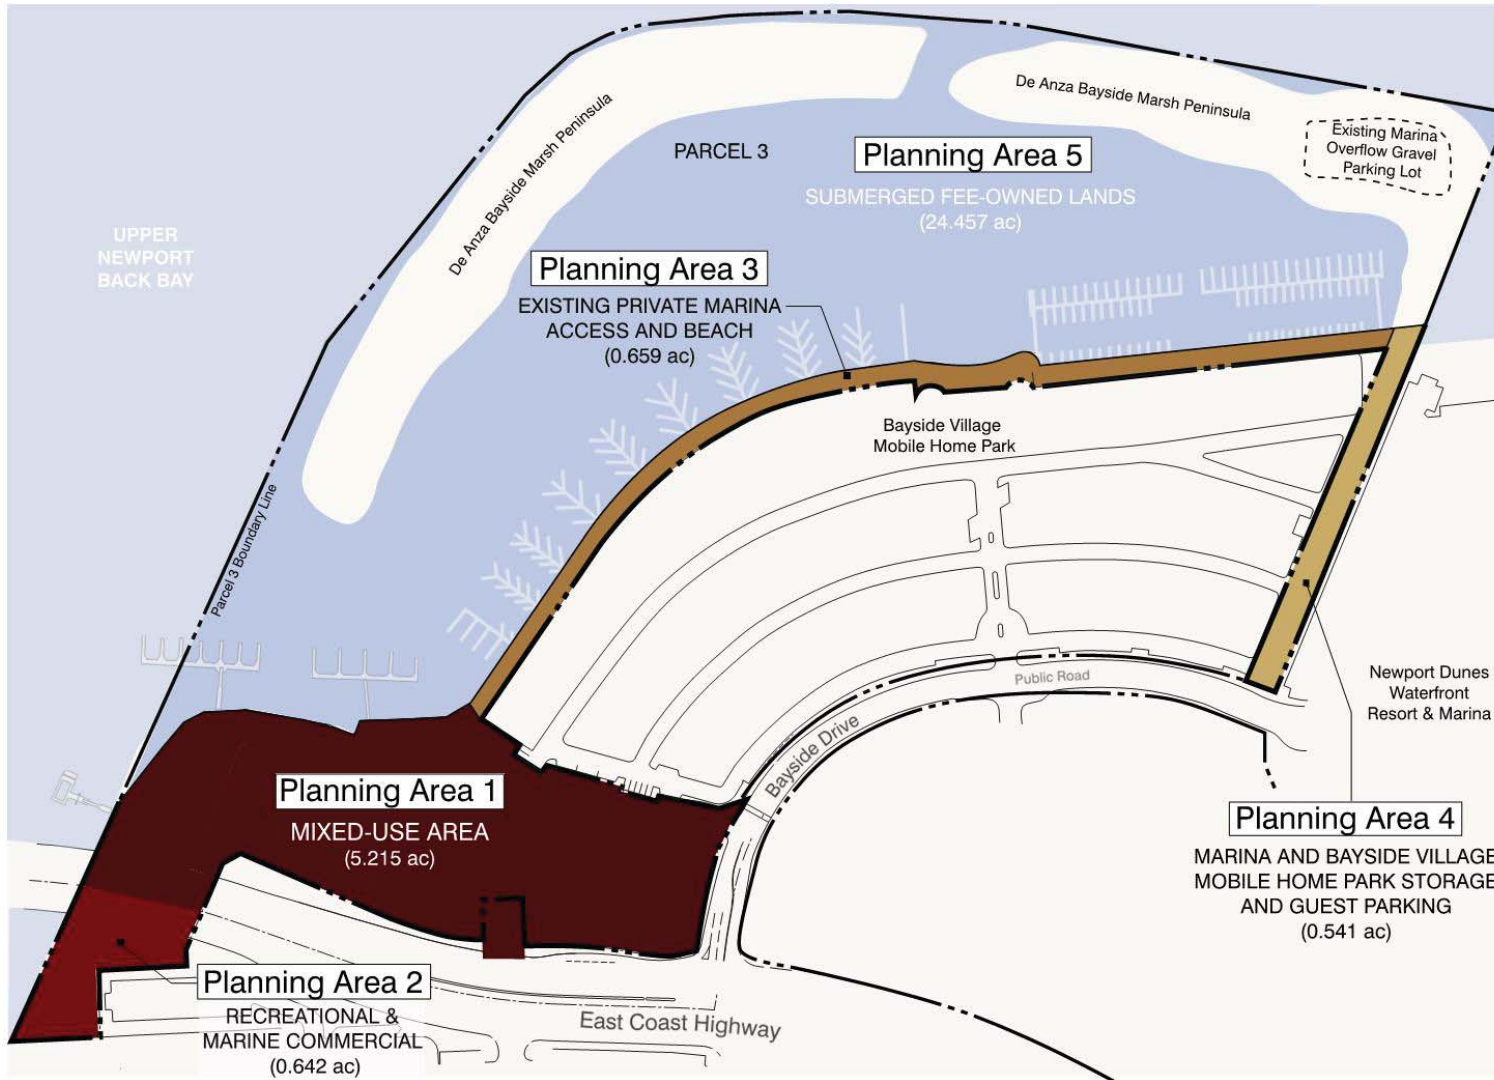 De Anza Bayside Marsh Peninsula
De Anza Bayside Marsh Peninsula
Existing Marina
Overflow Gravel
Parking Lot
PARCEL 3
Planning Area 5
SUBMERGED FEE-OWNED LANDS
(24.457 ac)
UPPER
NEWPORT
BACK BAY
Planning Area 3
EXISTING PRIVATE MARINA
ACCESS AND BEACH
(0.659 ac)
Bayside Village
Mobile Home Park
Parcel 3 Boundary Line
Public Road
Bayside Drive
Newport Dunes
Waterfront
Resort & Marina
Planning Area 1
MIXED-USE AREA
(5.215 ac)
Planning Area 4
MARINA AND BAYSIDE VILLAGE
MOBILE HOME PARK STORAGE
AND GUEST PARKING
(0.541 ac)
Planning Area 2
RECREATIONAL &
MARINE COMMERCIAL
(0.642 ac)
East Coast Highway